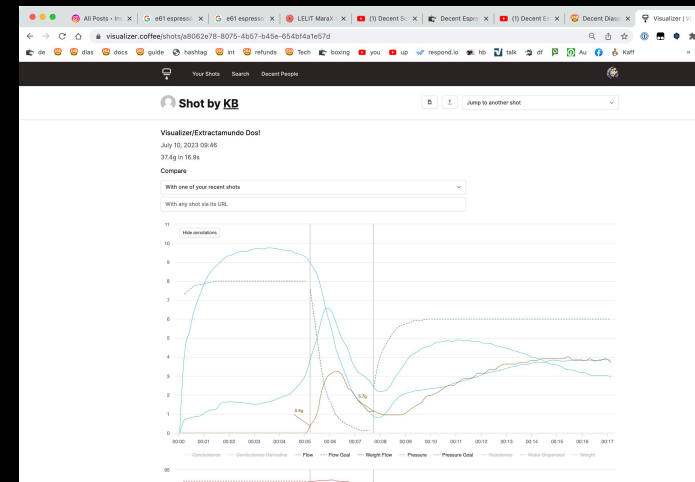 All Posts • Ins
e61 espresso
e61 espresso
LELIT MaraX
(1) Decent Sc
Decent Espre
(1) Decent Es
Decent Diasp
Visualizer | Vi
visualizer.coffee/shots/a8062e78-8075-4b57-b45e-654bf4a1e57d
de
dias
docs
guide
hashtag
int
refunds
Tech
boxing
you
up
respond.io
hb
talk
df
Au
Kaff
Your Shots Search Decent People
Shot by KB
Jump to another shot
Visualizer/Extractamundo Dos!
July 10, 2023 09:46
37.4g in 16.9s
Compare
With one of your recent shots
With any shot via its URL
Hide annotations
11
10
9
8
7
6
5
4
3
2
1
0
0.4g
5.7g
00:00 00:01 00:02 00:03 00:04 00:05 00:06 00:07 00:08 00:09 00:10 00:11 00:12 00:13 00:14 00:15 00:16 00:17
Conductance Conductance Derivative Flow Flow Goal Weight Flow Pressure Pressure Goal Resistance Water Dispensed Weight
95